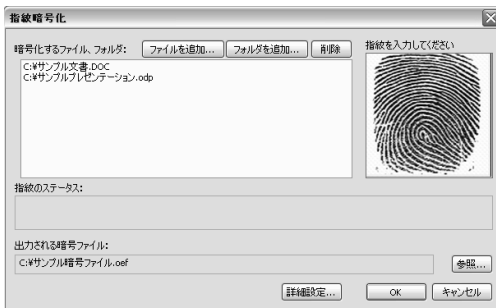 指紋暗号化
暗号化するファイル、フォルダ: ファイルを追加... フォルダを追加... 削除 指紋を入力してください
C:¥サンプル文書.DOC
C:¥サンプルプレゼンテーション.odp
指紋のステータス:
出力される暗号ファイル:
C:¥サンプル暗号ファイル.oef 参照...
詳細設定... OK キャンセル